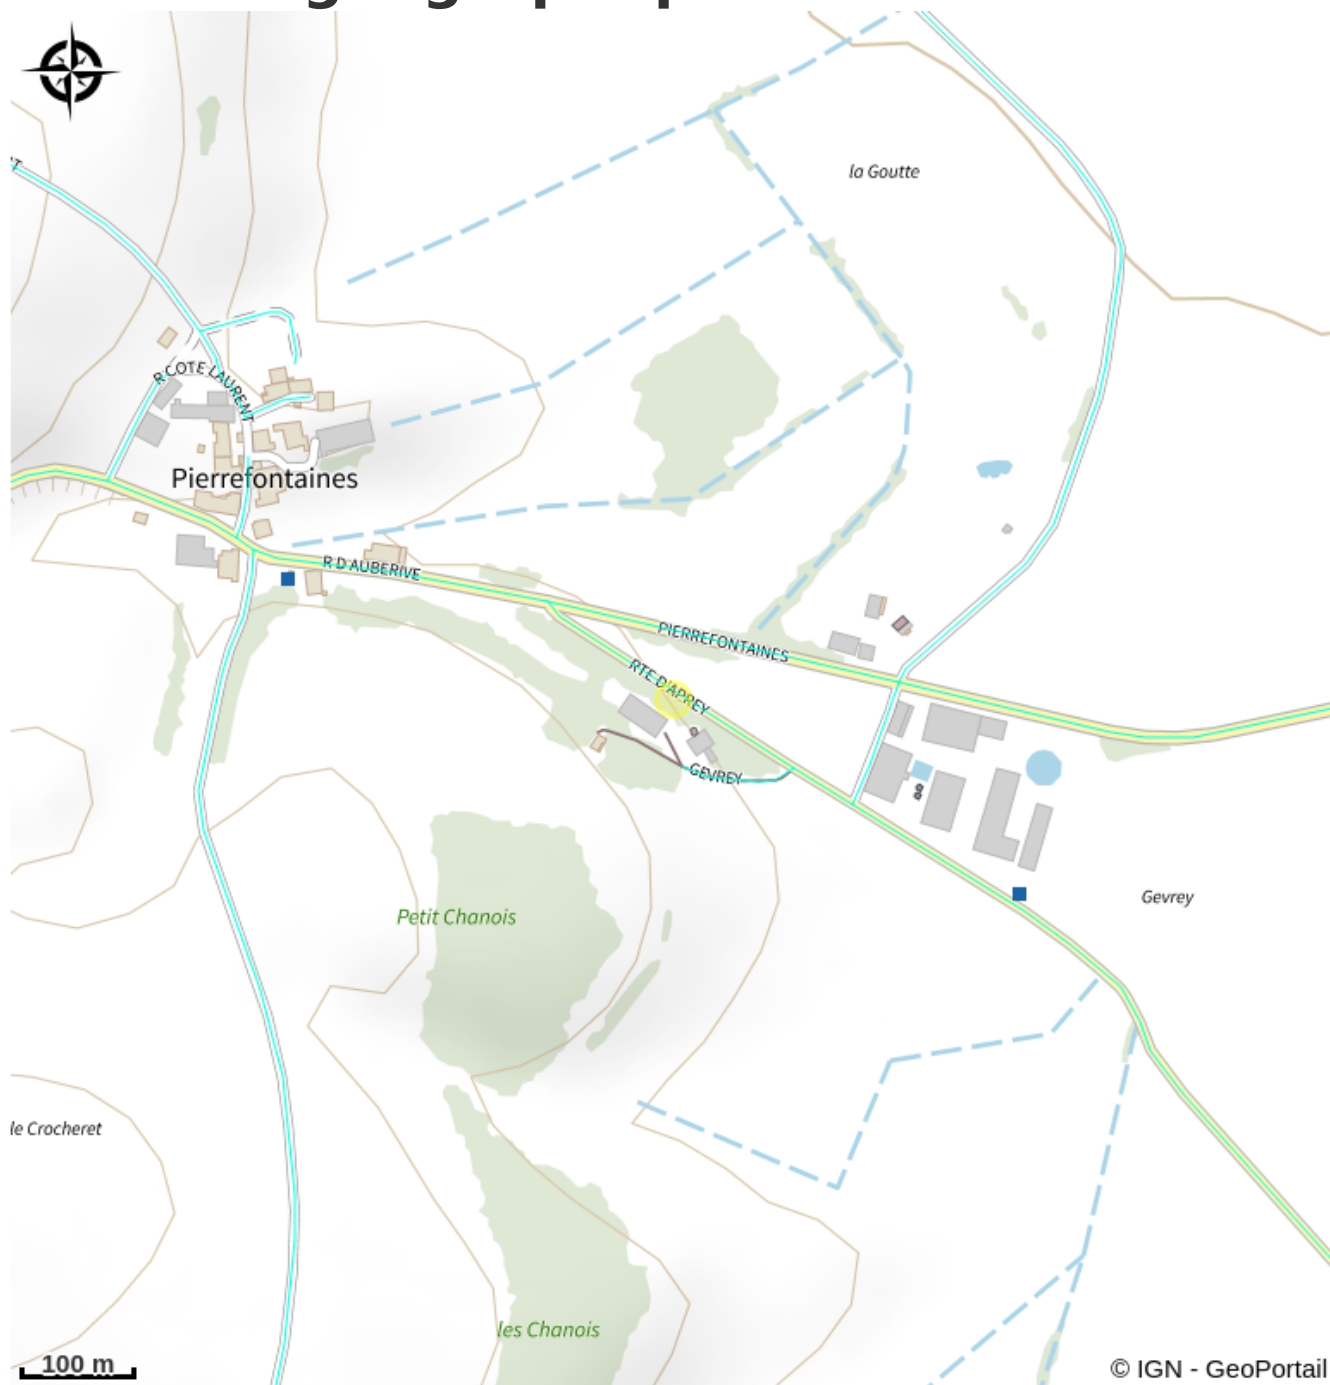 la Goutte
R COTE LAURENT
Pierrefontaines
R D AUBERIVE
PIERREFONTAINES
RTE D'APREY
GEVREY
Gevrey
Petit Chanois
le Crocheret
les Chanois
100 m
© IGN - GeoPortail